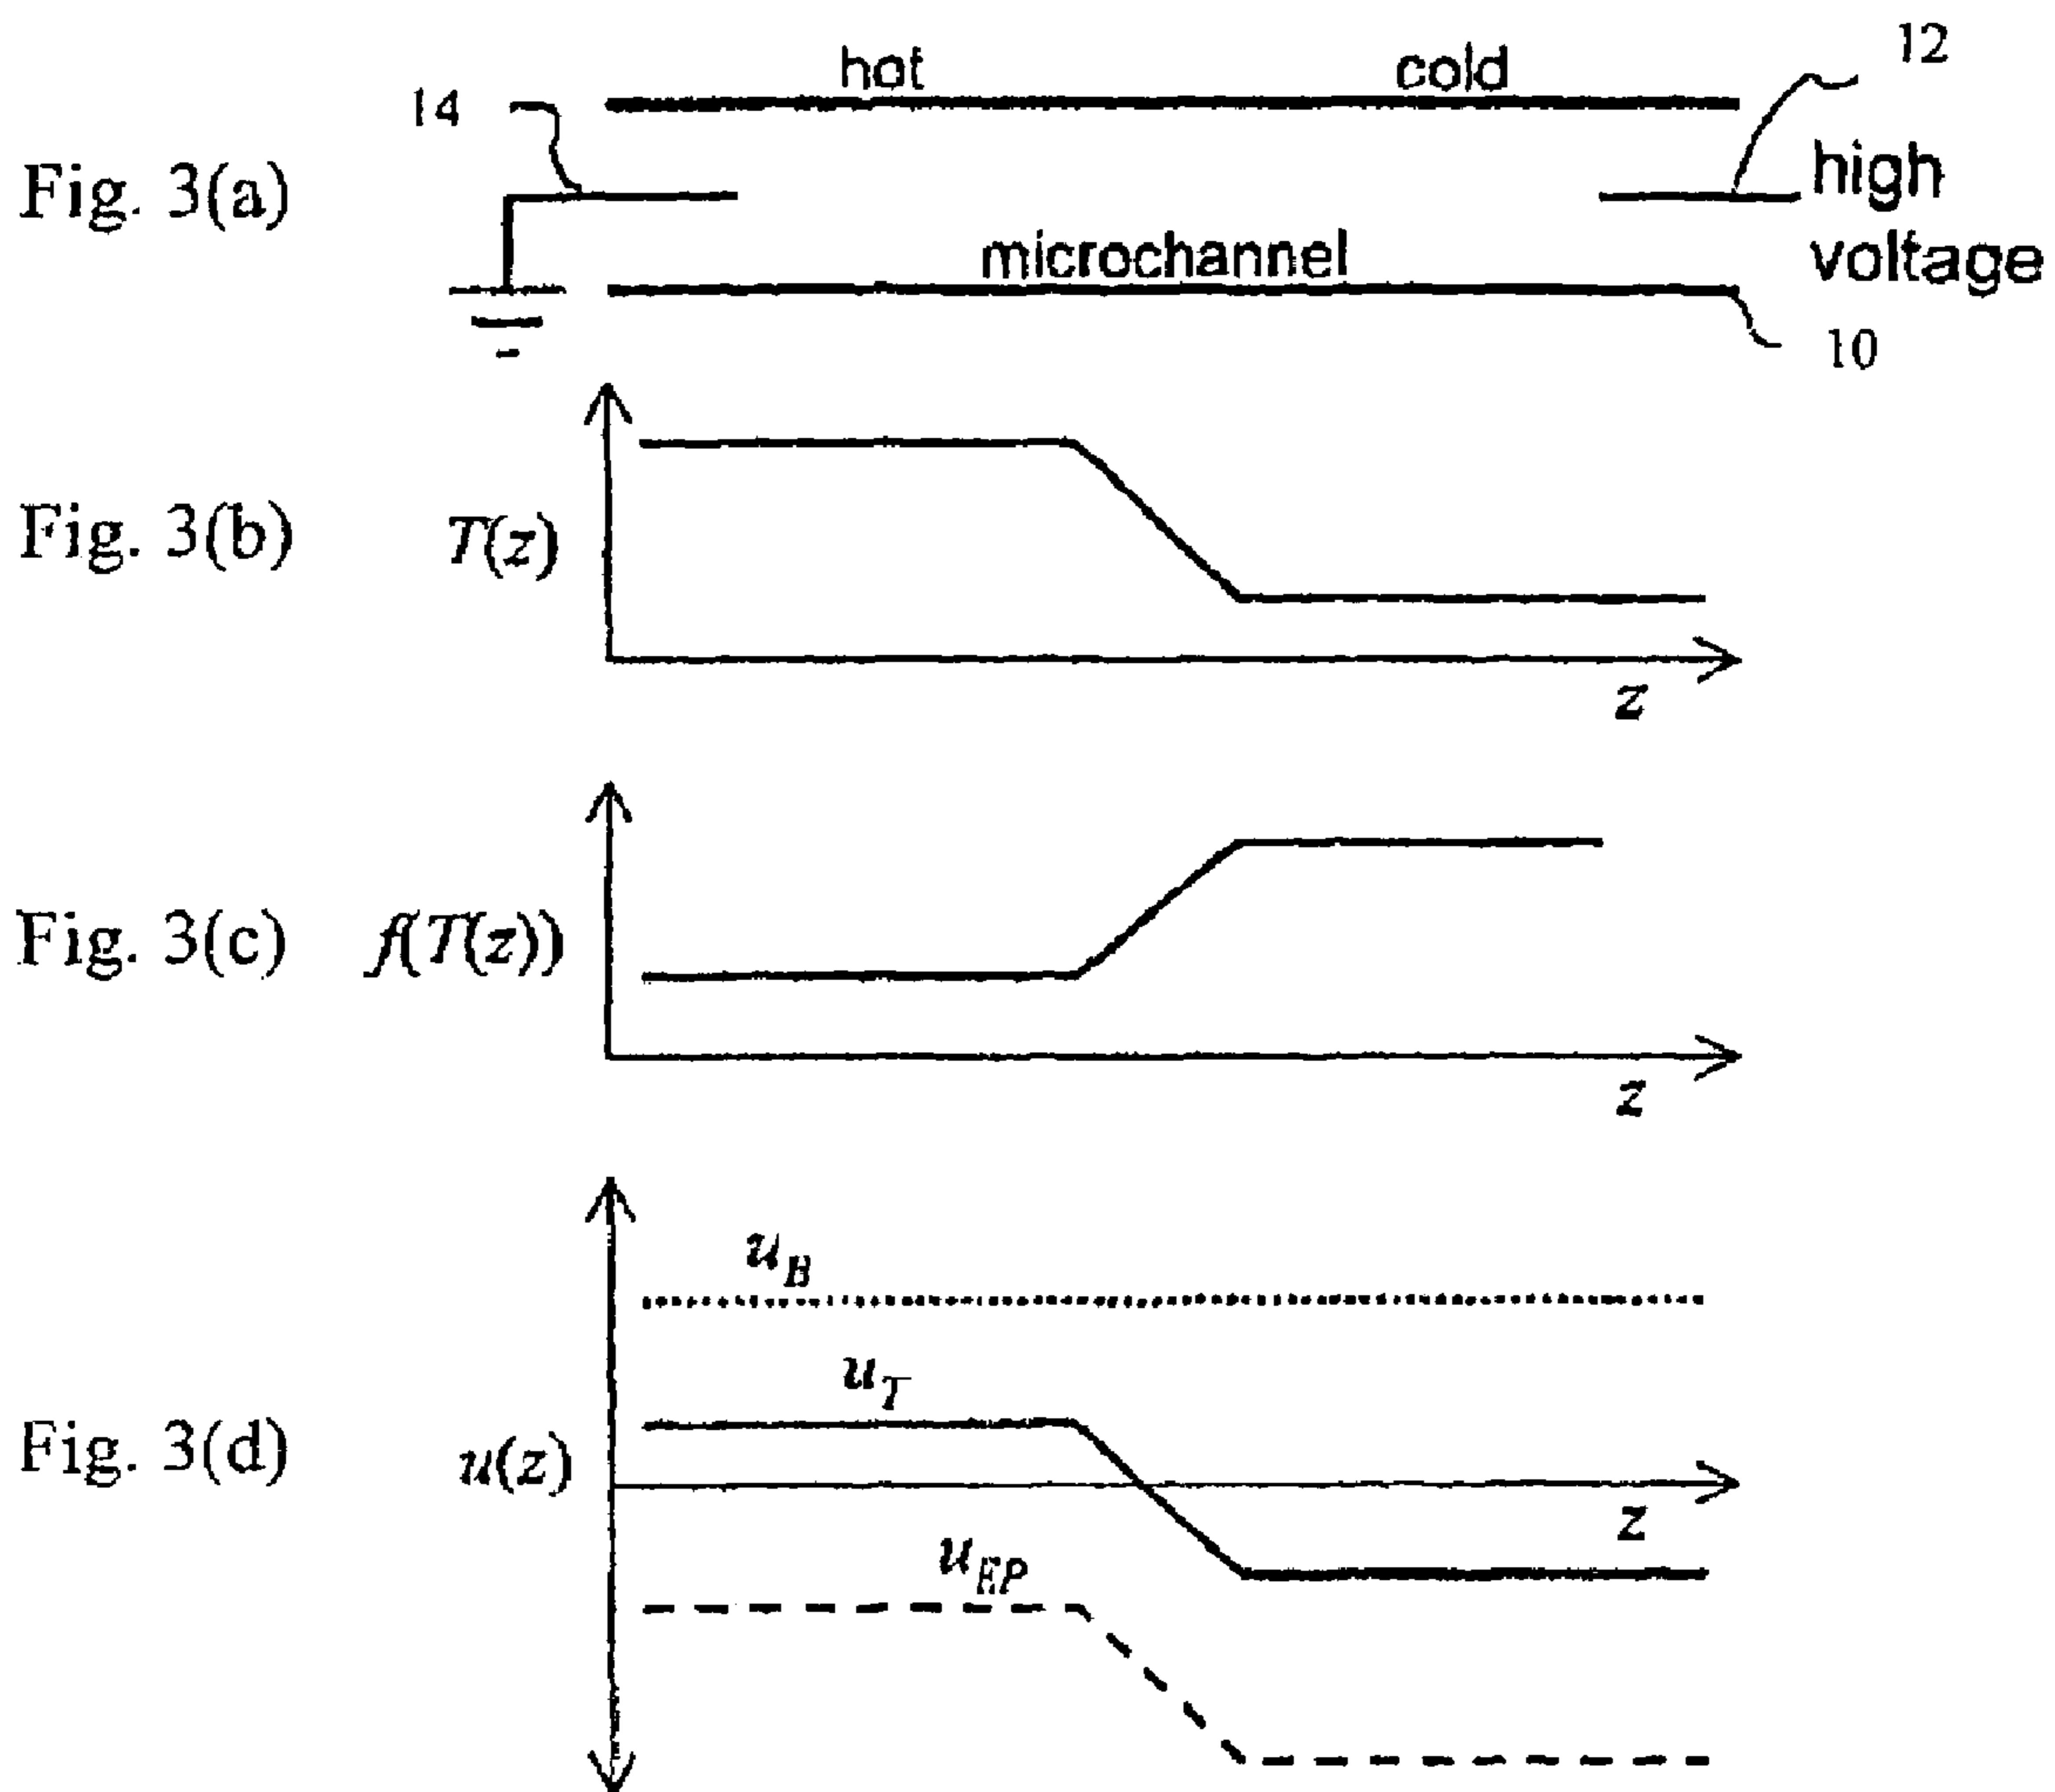 hot cold 12
14
Fig. 3(a) high
microchannel voltage
10
Fig. 3(b) T(z)
z
Fig. 3(c) f(T(z))
z
u_B
u_T
Fig. 3(d) u(z)
z
u_EP